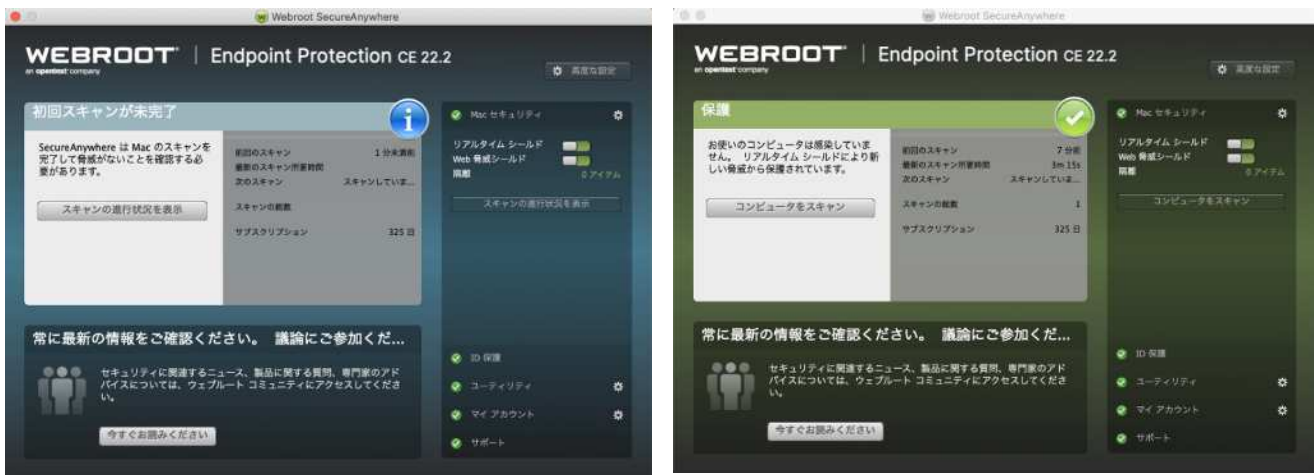 Webroot SecureAnywhere
WEBROOT | Endpoint Protection CE 22.2
an opentext company
高度な設定
初回スキャンが未完了
SecureAnywhere は Mac のスキャンを
完了して脅威がないことを確認する必
要があります。
スキャンの進行状況を表示
前回のスキャン 1 分未満前
最新のスキャン所要時間
次のスキャン スキャンしていま...
スキャンの総数
サブスクリプション 325 日
Mac セキュリティ
リアルタイム シールド
Web 脅威シールド
隔離 0 アイテム
スキャンの進行状況を表示
常に最新の情報をご確認ください。 議論にご参加くだ...
セキュリティに関連するニュース、製品に関する質問、専門家のアド
バイスについては、ウェブルート コミュニティにアクセスしてくださ
い。
今すぐお読みください
ID 保護
ユーティリティ
マイ アカウント
サポート
Webroot SecureAnywhere
WEBROOT | Endpoint Protection CE 22.2
an opentext company
高度な設定
保護
お使いのコンピュータは感染していま
せん。 リアルタイム シールドにより新
しい脅威から保護されています。
コンピュータをスキャン
前回のスキャン 7 分前
最新のスキャン所要時間 3m 15s
次のスキャン スキャンしていま...
スキャンの総数 1
サブスクリプション 325 日
Mac セキュリティ
リアルタイム シールド
Web 脅威シールド
隔離 0 アイテム
コンピュータをスキャン
常に最新の情報をご確認ください。 議論にご参加くだ...
セキュリティに関連するニュース、製品に関する質問、専門家のアド
バイスについては、ウェブルート コミュニティにアクセスしてくださ
い。
今すぐお読みください
ID 保護
ユーティリティ
マイ アカウント
サポート